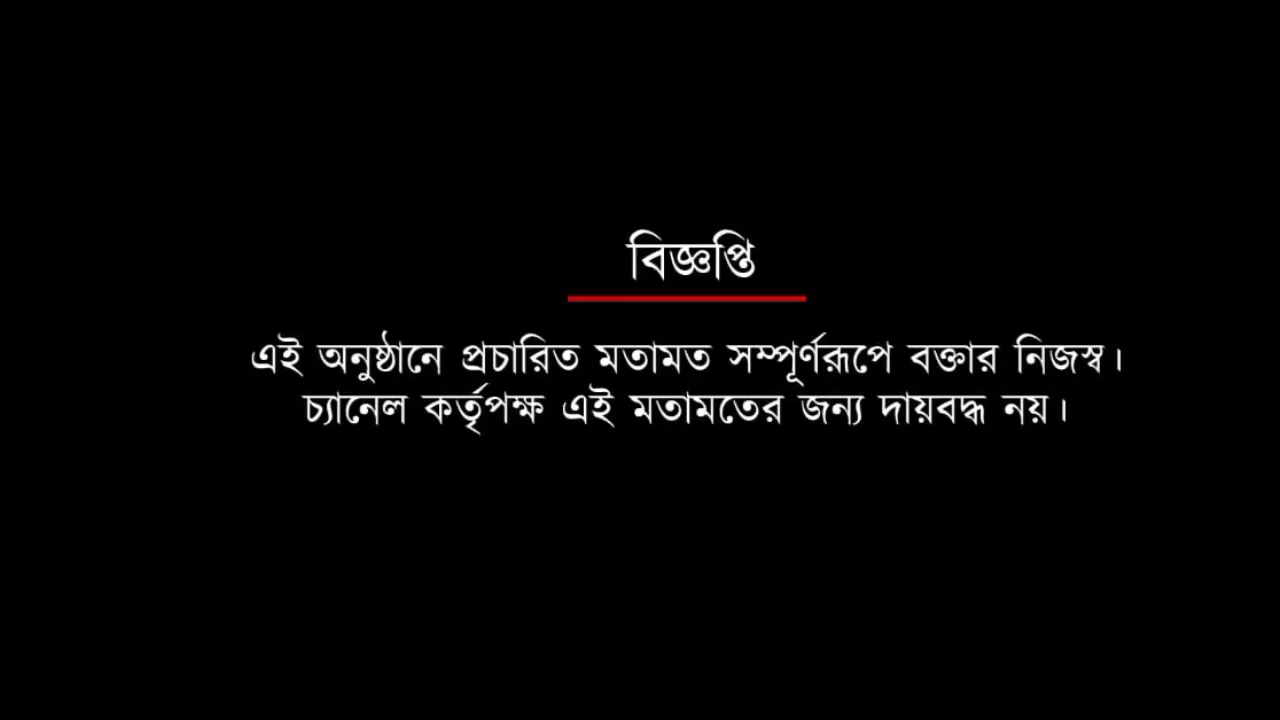 বিজ্ঞপ্তি
এই অনুষ্ঠানে প্রচারিত মতামত সম্পূর্ণরূপে বক্তার নিজস্ব।
চ্যানেল কর্তৃপক্ষ এই মতামতের জন্য দায়বদ্ধ নয়।